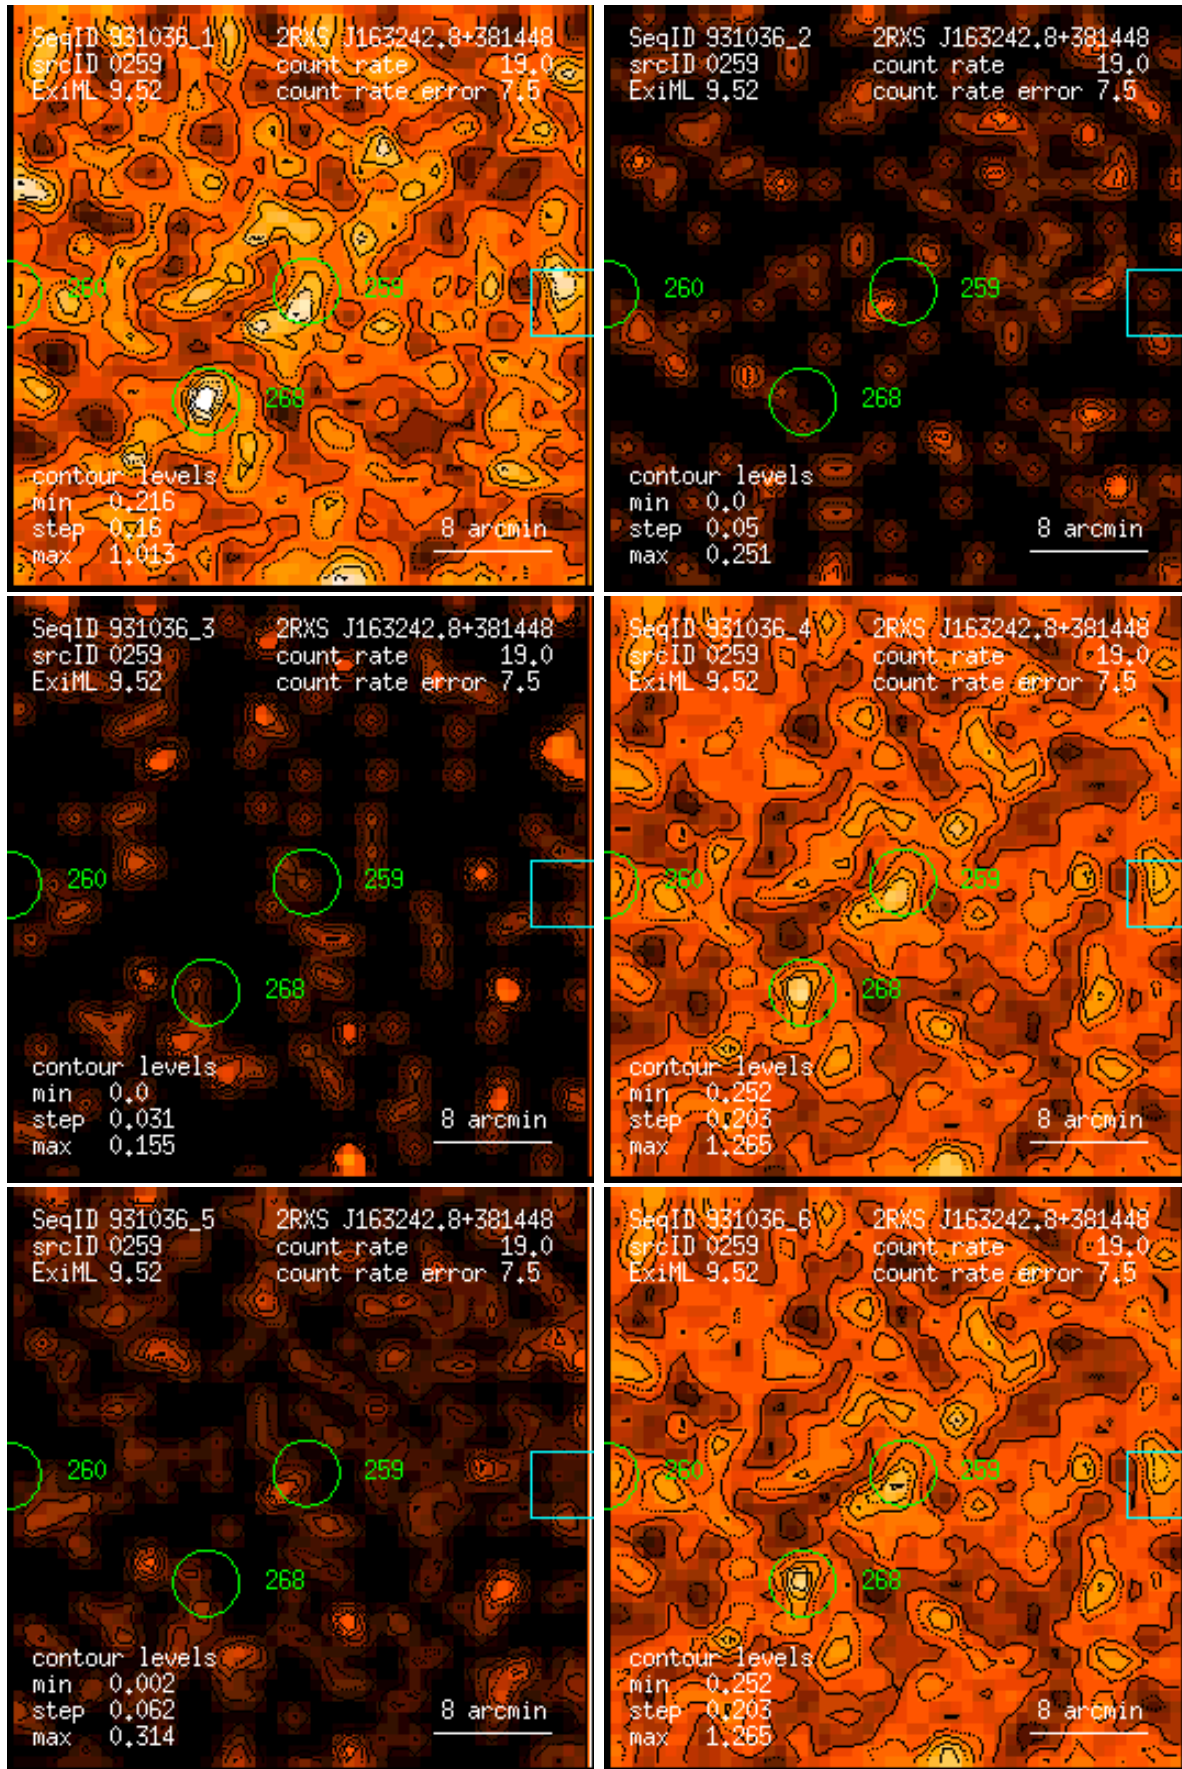 SeqID 931036_1 2RXS J163242.8+381448
srcID 0259 count rate 19.0
ExiML 9.52 count rate error 7.5
260 259
268
contour levels
min 0.216
step 0.16 8 arcmin
max 1.013
SeqID 931036_2 2RXS J163242.8+381448
srcID 0259 count rate 19.0
ExiML 9.52 count rate error 7.5
260 259
268
contour levels
min 0.0
step 0.05 8 arcmin
max 0.251
SeqID 931036_3 2RXS J163242.8+381448
srcID 0259 count rate 19.0
ExiML 9.52 count rate error 7.5
260 259
268
contour levels
min 0.0
step 0.031 8 arcmin
max 0.155
SeqID 931036_4 2RXS J163242.8+381448
srcID 0259 count rate 19.0
ExiML 9.52 count rate error 7.5
260 259
268
contour levels
min 0.252
step 0.203 8 arcmin
max 1.265
SeqID 931036_5 2RXS J163242.8+381448
srcID 0259 count rate 19.0
ExiML 9.52 count rate error 7.5
260 259
268
contour levels
min 0.002
step 0.062 8 arcmin
max 0.314
SeqID 931036_6 2RXS J163242.8+381448
srcID 0259 count rate 19.0
ExiML 9.52 count rate error 7.5
260 259
268
contour levels
min 0.252
step 0.203 8 arcmin
max 1.265